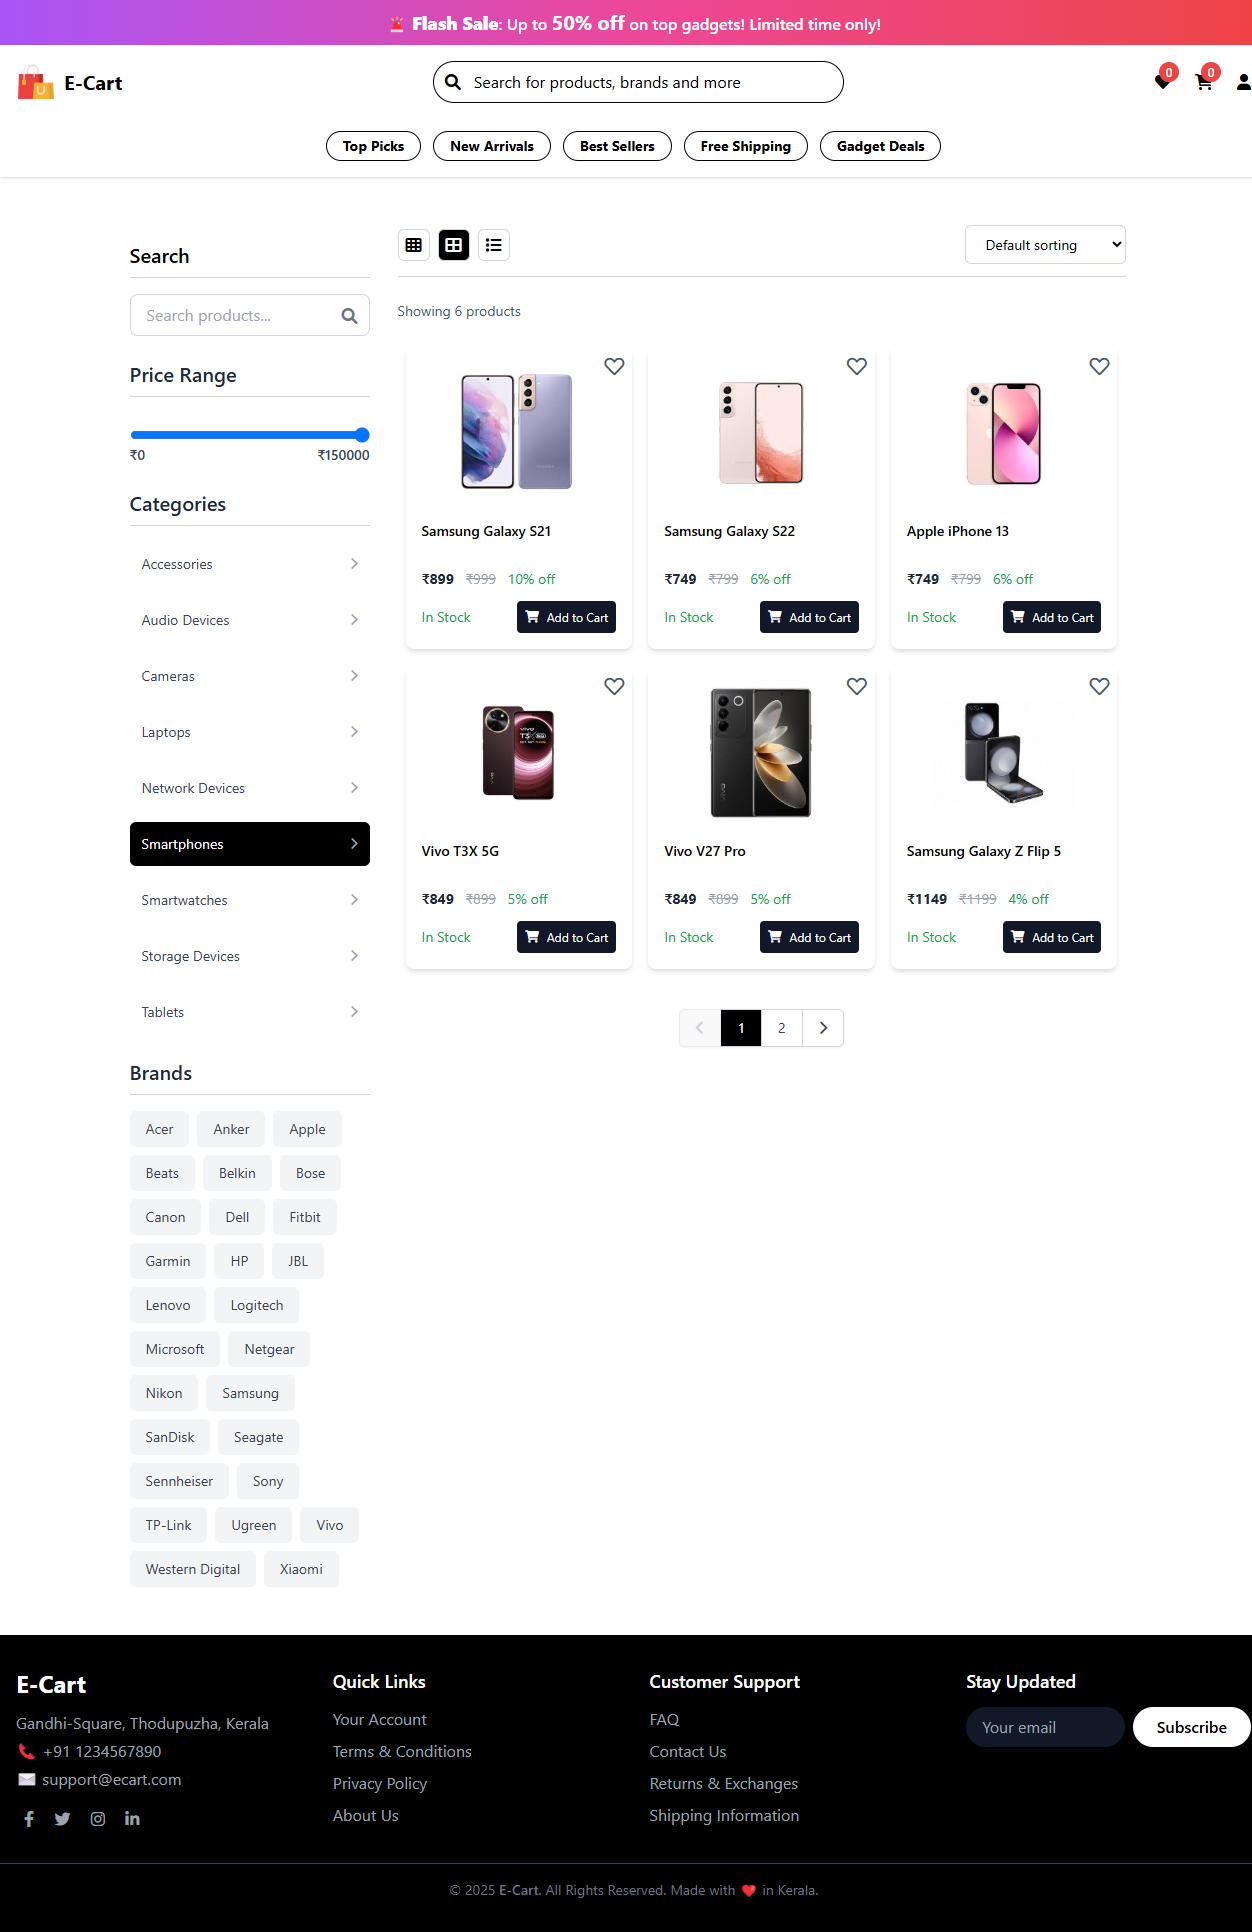 🚨 Flash Sale: Up to 50% off on top gadgets! Limited time only!
E-Cart
Search for products, brands and more
0
0
Top Picks
New Arrivals
Best Sellers
Free Shipping
Gadget Deals
Search
Search products...
Price Range
₹0 ₹150000
Categories
Accessories
Audio Devices
Cameras
Laptops
Network Devices
Smartphones
Smartwatches
Storage Devices
Tablets
Brands
Acer Anker Apple
Beats Belkin Bose
Canon Dell Fitbit
Garmin HP JBL
Lenovo Logitech
Microsoft Netgear
Nikon Samsung
SanDisk Seagate
Sennheiser Sony
TP-Link Ugreen Vivo
Western Digital Xiaomi
Default sorting
Showing 6 products
Samsung Galaxy S21
₹899 ₹999 10% off
In Stock Add to Cart
Samsung Galaxy S22
₹749 ₹799 6% off
In Stock Add to Cart
Apple iPhone 13
₹749 ₹799 6% off
In Stock Add to Cart
Vivo T3X 5G
₹849 ₹899 5% off
In Stock Add to Cart
Vivo V27 Pro
₹849 ₹899 5% off
In Stock Add to Cart
Samsung Galaxy Z Flip 5
₹1149 ₹1199 4% off
In Stock Add to Cart
1 2
E-Cart
Gandhi-Square, Thodupuzha, Kerala
📞 +91 1234567890
✉️ support@ecart.com
Quick Links
Your Account
Terms & Conditions
Privacy Policy
About Us
Customer Support
FAQ
Contact Us
Returns & Exchanges
Shipping Information
Stay Updated
Your email
Subscribe
© 2025 E-Cart. All Rights Reserved. Made with ❤️ in Kerala.